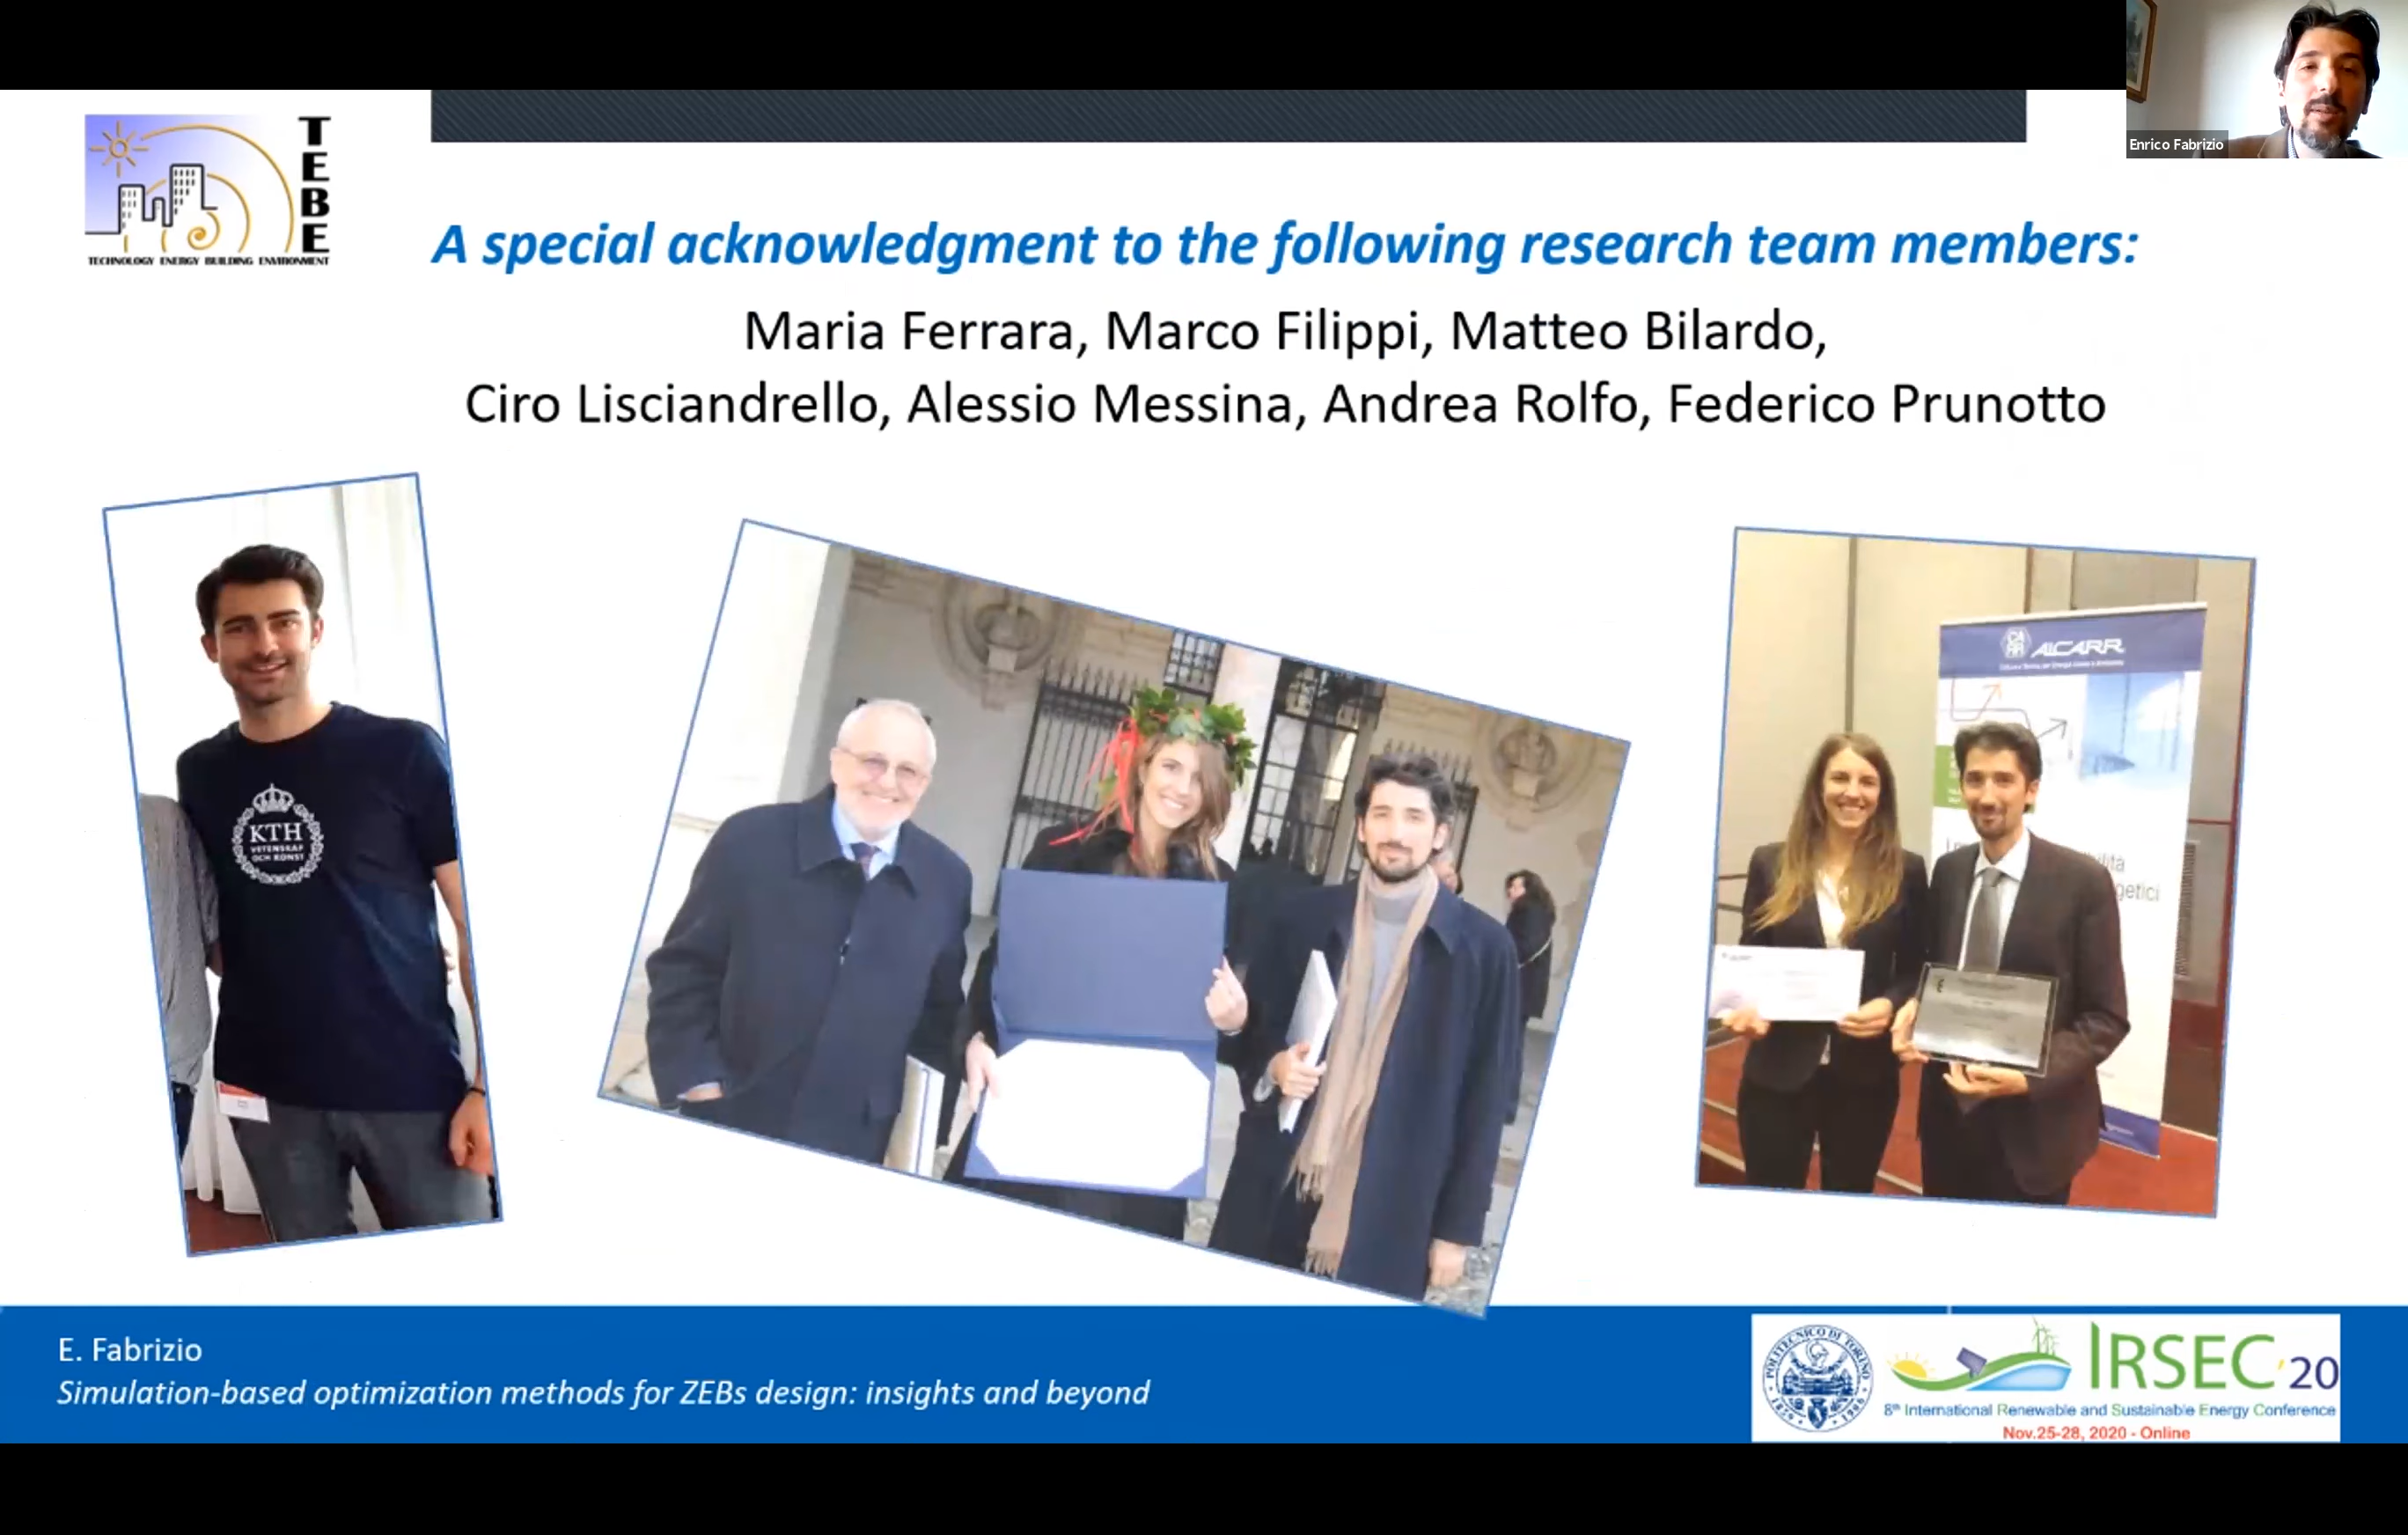 Enrico Fabrizio
TEBE
TECHNOLOGY ENERGY BUILDING ENVIRONMENT
A special acknowledgment to the following research team members:
Maria Ferrara, Marco Filippi, Matteo Bilardo,
Ciro Lisciandrello, Alessio Messina, Andrea Rolfo, Federico Prunotto
KTH
VETENSKAP
OCH KONST
AICARR
E. Fabrizio
Simulation-based optimization methods for ZEBs design: insights and beyond
POLITECNICO DI TORINO
IRSEC'20
8th International Renewable and Sustainable Energy Conference
Nov.25-28, 2020 - Online